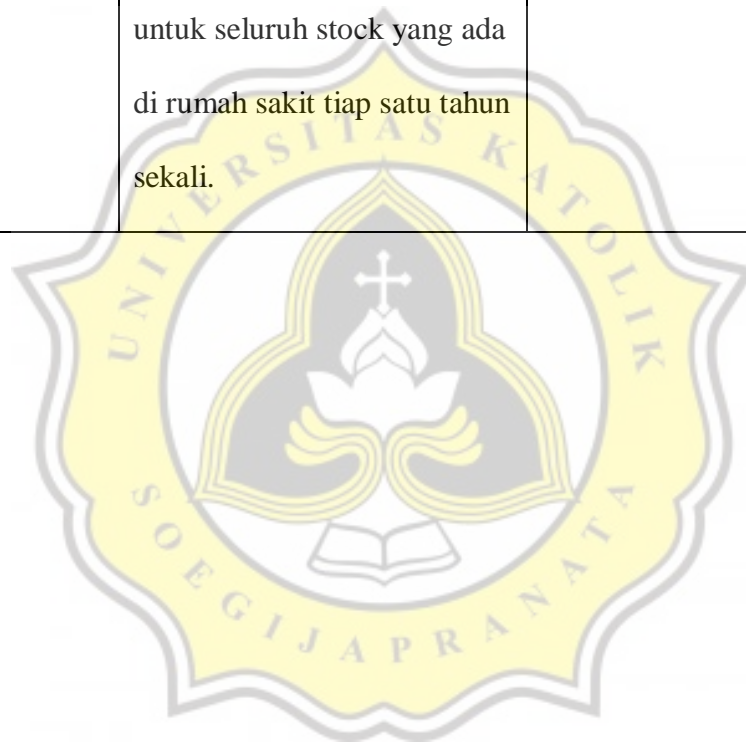 untuk seluruh stock yang ada
di rumah sakit tiap satu tahun
sekali.
UNIVERSITAS KATOLIK
SOEGIJAPRANATA